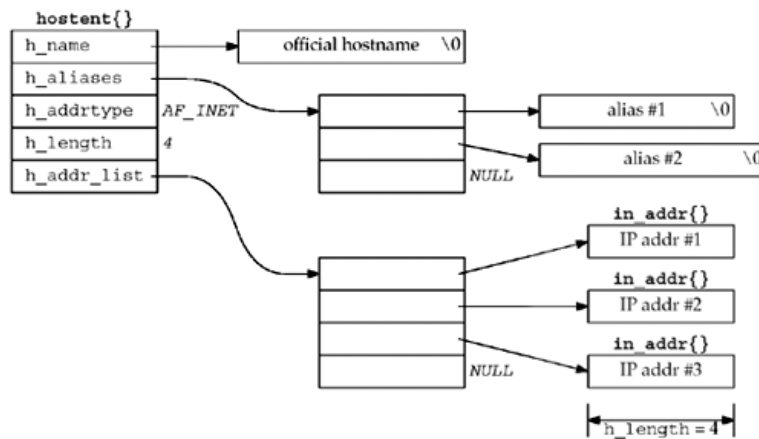 hostent{}
h_name
official hostname \0
h_aliases
h_addrtype AF_INET
alias #1 \0
h_length 4
alias #2 \0
h_addr_list
NULL
in_addr{}
IP addr #1
in_addr{}
IP addr #2
in_addr{}
IP addr #3
NULL
h_length = 4